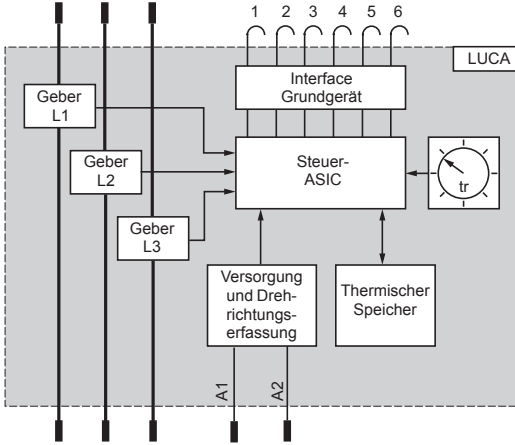 1 2 3 4 5 6
LUCA
Interface
Grundgerät
Geber
L1
Geber
L2
Geber
L3
Steuer-
ASIC
tr
Versorgung
und Dreh-
richtungs-
erfassung
Thermischer
Speicher
A1
A2